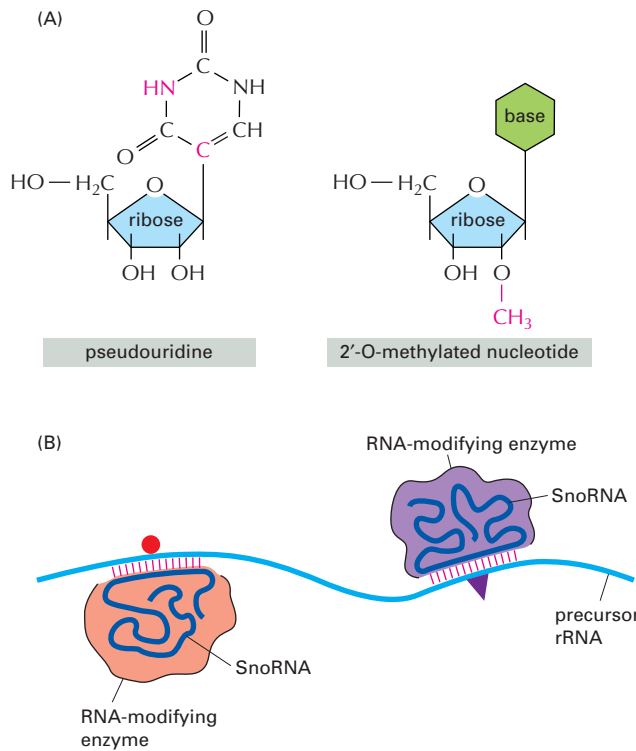 (A)
O
C
HN
NH
C
C
CH
O
HO—H₂C
O
ribose
OH OH
pseudouridine
base
HO—H₂C
O
ribose
OH O
CH₃
2′-O-methylated nucleotide
(B)
RNA-modifying enzyme
SnoRNA
precursor
rRNA
SnoRNA
RNA-modifying
enzyme